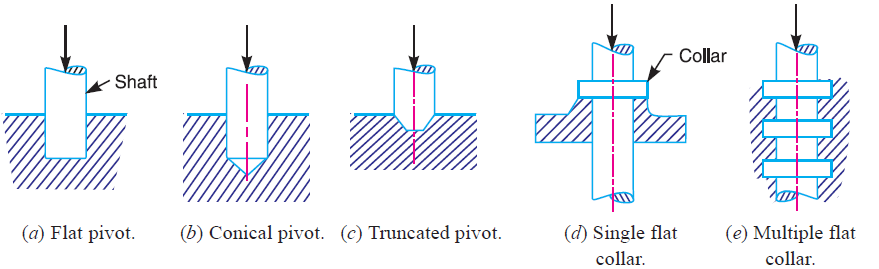 Shaft
Collar
(a) Flat pivot.
(b) Conical pivot.
(c) Truncated pivot.
(d) Single flat
collar.
(e) Multiple flat
collar.